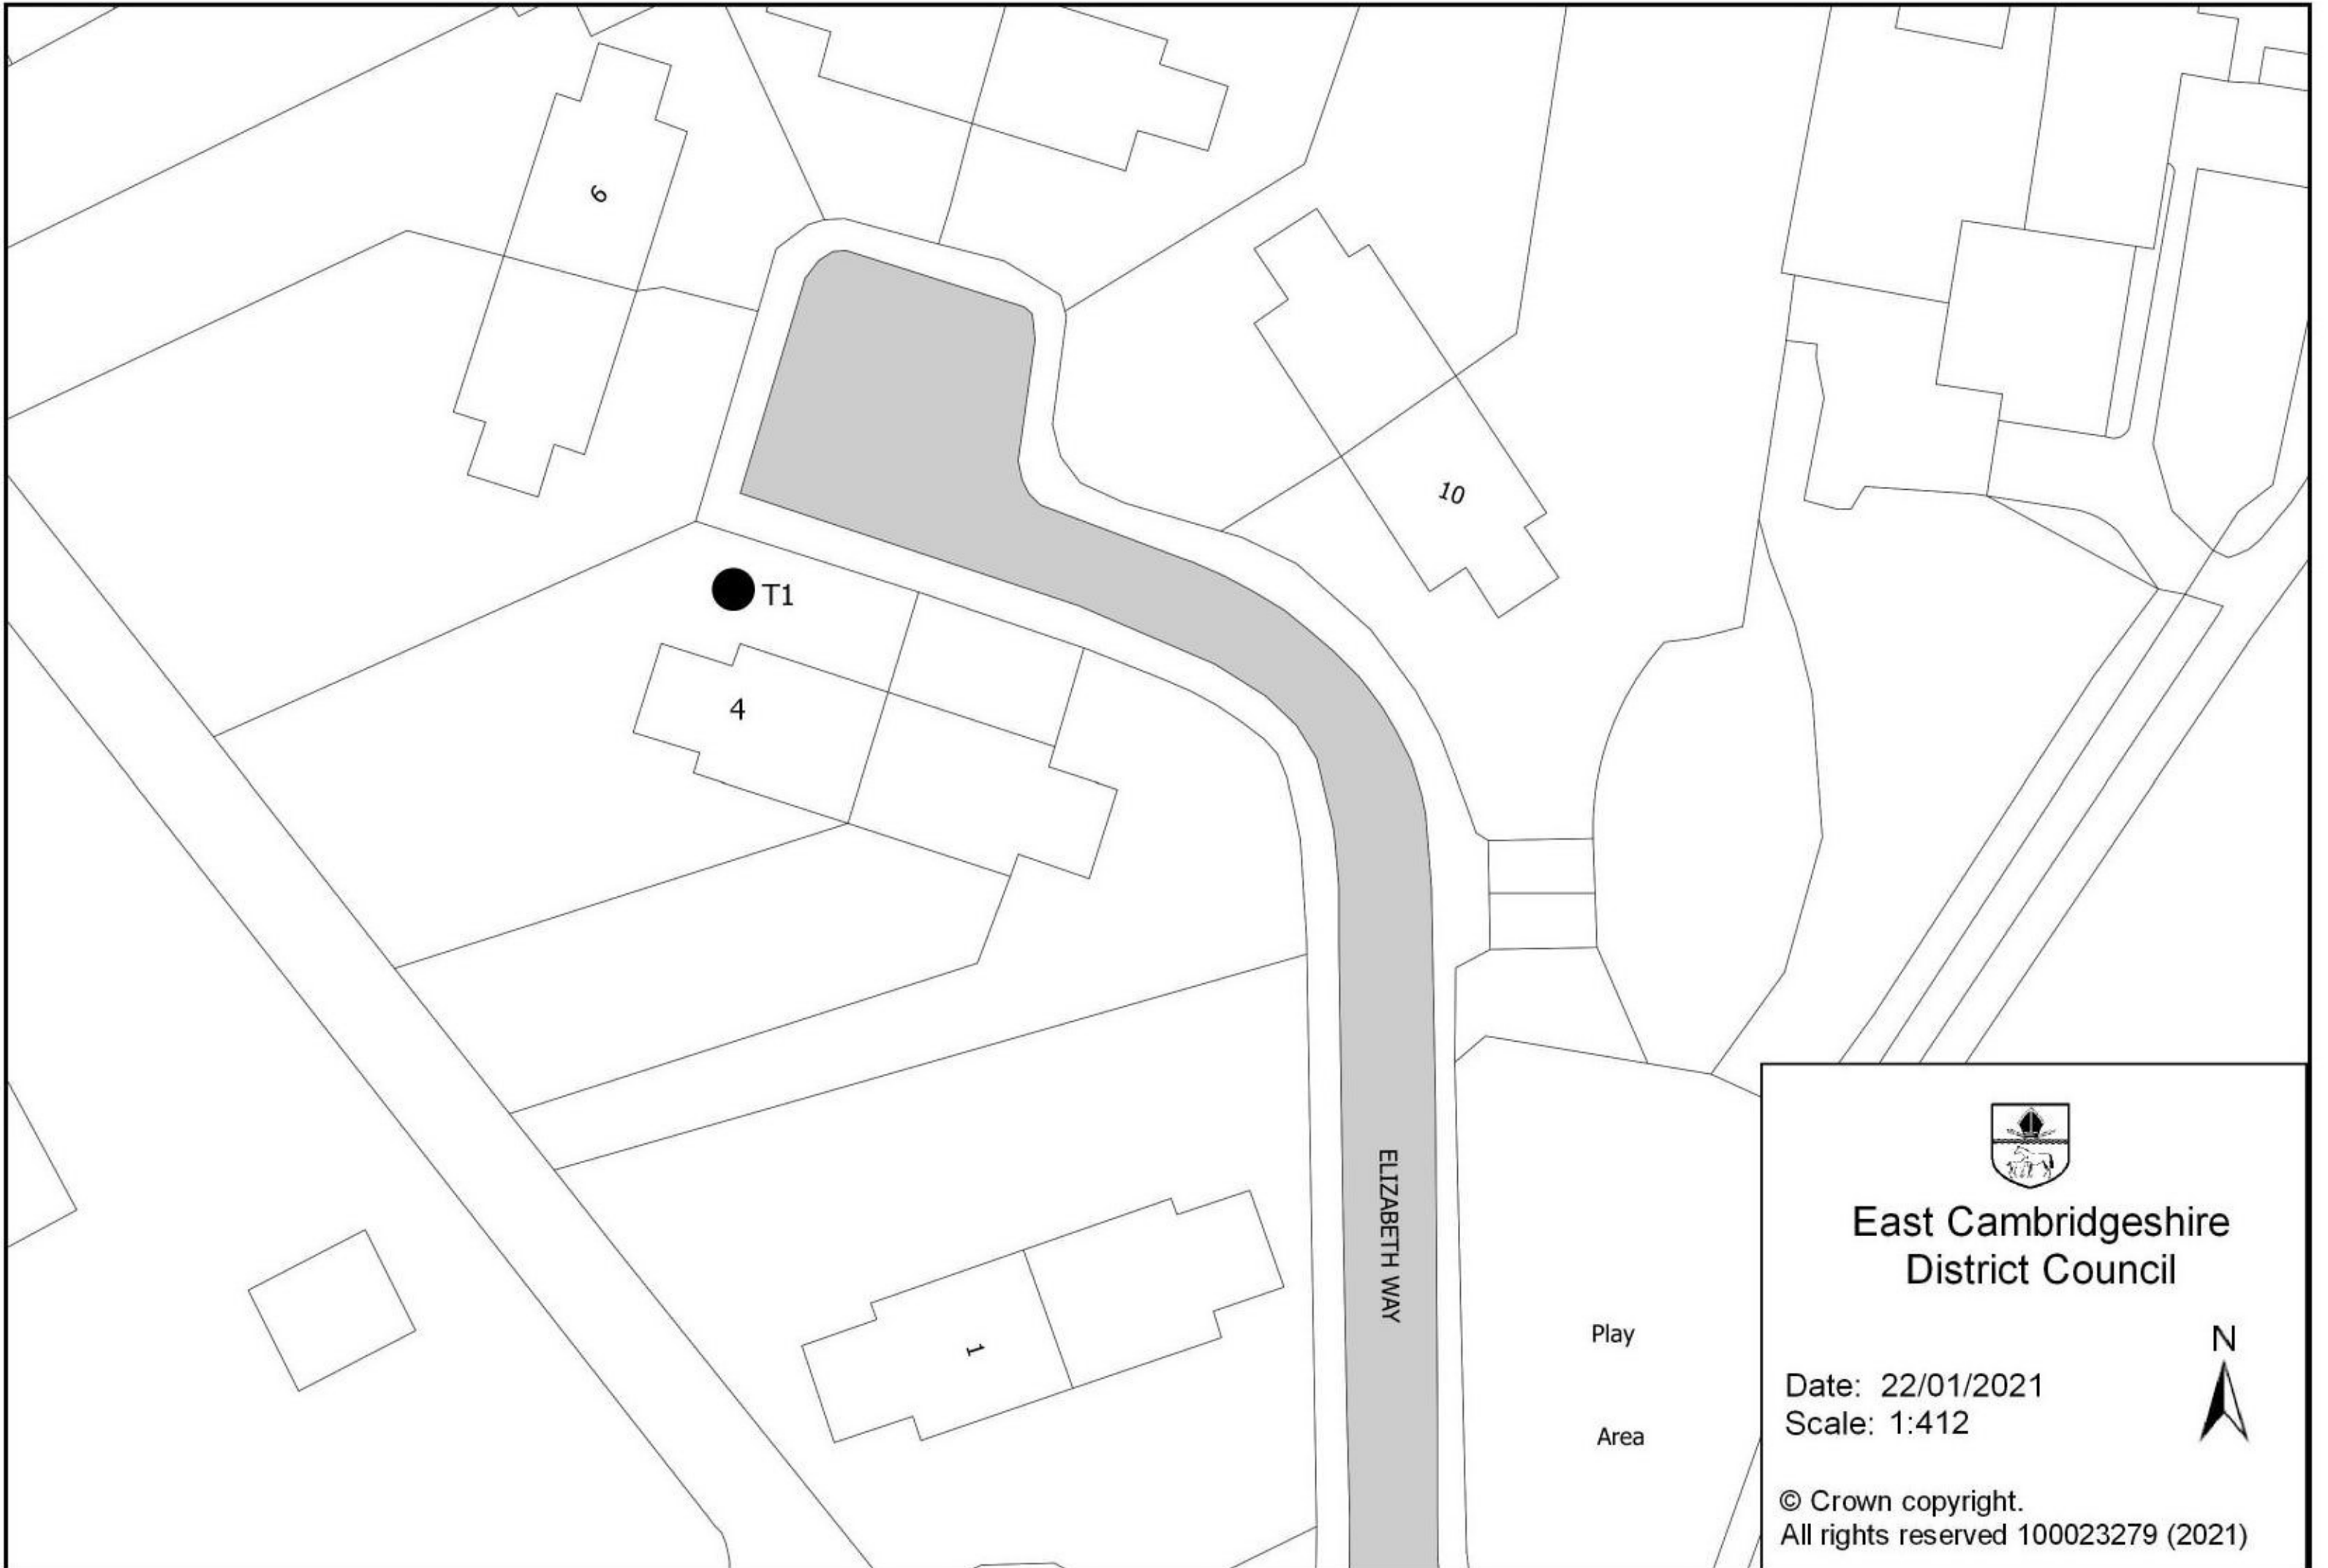 6
10
T1
4
ELIZABETH WAY
1
Play
Area
East Cambridgeshire
District Council
N
Date: 22/01/2021
Scale: 1:412
© Crown copyright.
All rights reserved 100023279 (2021)